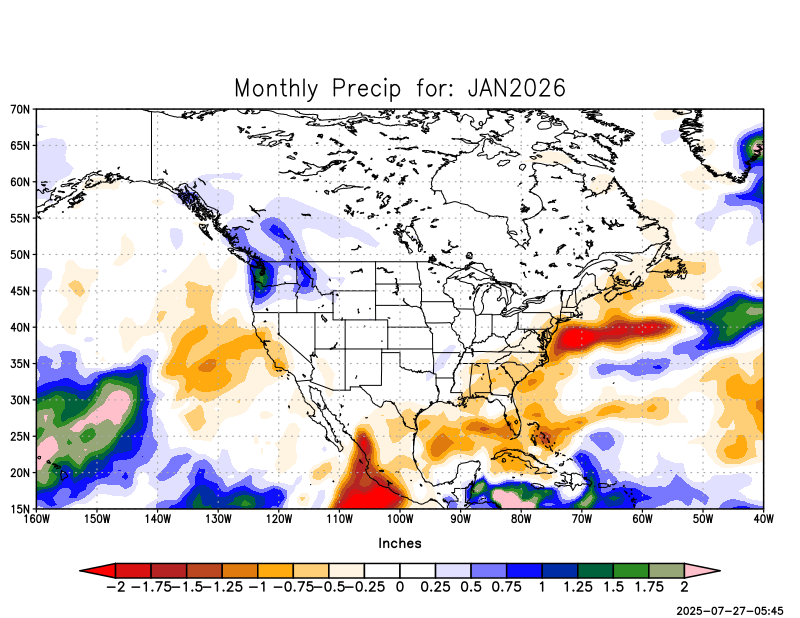 Monthly Precip for: JAN2026
70N
65N
60N
55N
50N
45N
40N
35N
30N
25N
20N
15N
160W 150W 140W 130W 120W 110W 100W 90W 80W 70W 60W 50W 40W
Inches
-2 -1.75 -1.5 -1.25 -1 -0.75 -0.5 -0.25 0 0.25 0.5 0.75 1 1.25 1.5 1.75 2
2025-07-27-05:45